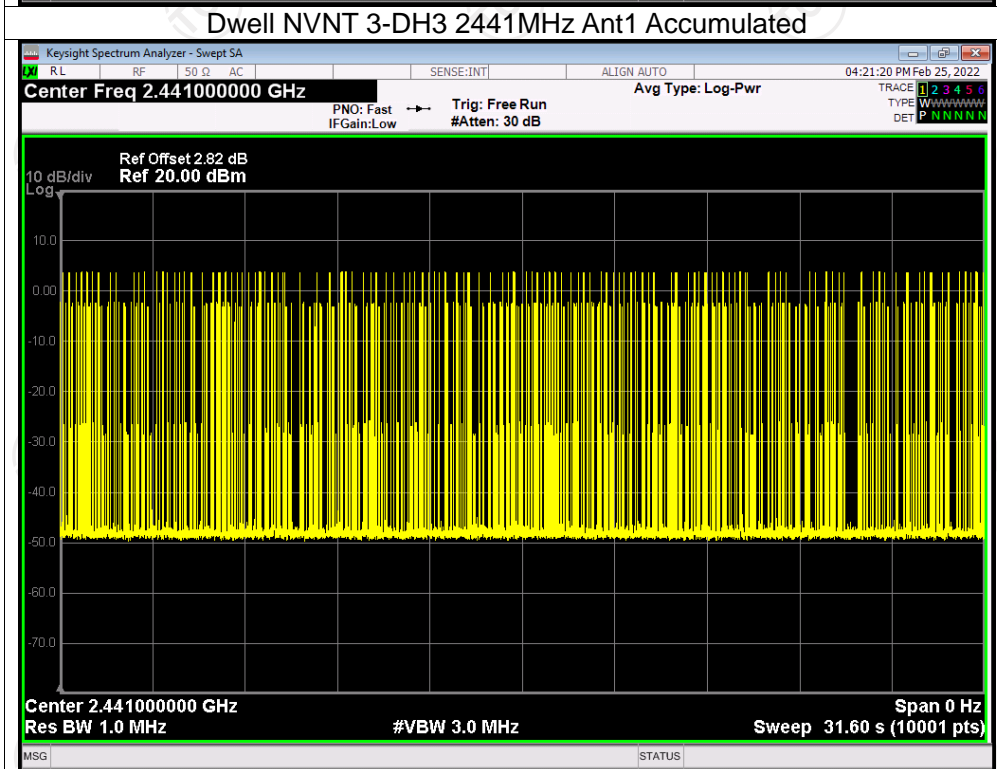 Dwell NVNT 3-DH3 2441MHz Ant1 Accumulated
Keysight Spectrum Analyzer - Swept SA
LXI RL RF 50 Ω AC SENSE:INT ALIGN AUTO 04:21:20 PM Feb 25, 2022
Center Freq 2.441000000 GHz Avg Type: Log-Pwr TRACE 1 2 3 4 5 6
PNO: Fast Trig: Free Run TYPE WWWWWW
IFGain:Low #Atten: 30 dB DET P N N N N N
Ref Offset 2.82 dB
10 dB/div Ref 20.00 dBm
Log
10.0
0.00
-10.0
-20.0
-30.0
-40.0
-50.0
-60.0
-70.0
Center 2.441000000 GHz Span 0 Hz
Res BW 1.0 MHz #VBW 3.0 MHz Sweep 31.60 s (10001 pts)
MSG STATUS